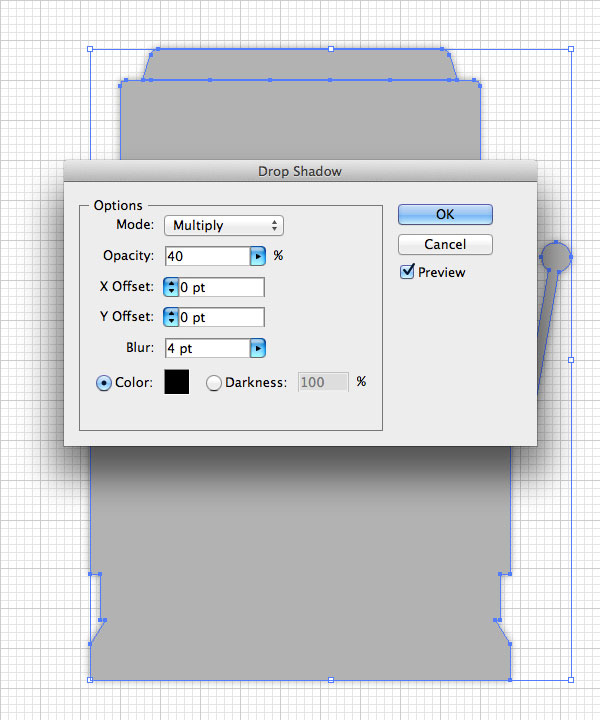 Drop Shadow
Options
Mode: Multiply
Opacity: 40 %
X Offset: 0 pt
Y Offset: 0 pt
Blur: 4 pt
Color: Darkness: 100 %
OK
Cancel
Preview